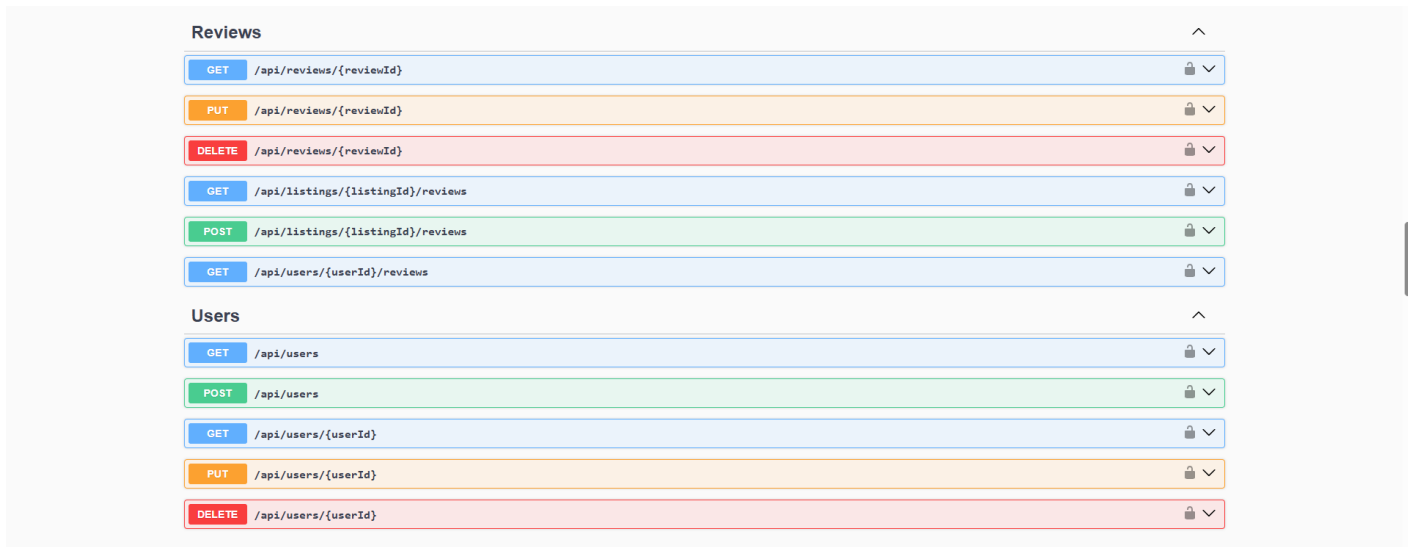 Reviews
GET /api/reviews/{reviewId}
PUT /api/reviews/{reviewId}
DELETE /api/reviews/{reviewId}
GET /api/listings/{listingId}/reviews
POST /api/listings/{listingId}/reviews
GET /api/users/{userId}/reviews
Users
GET /api/users
POST /api/users
GET /api/users/{userId}
PUT /api/users/{userId}
DELETE /api/users/{userId}